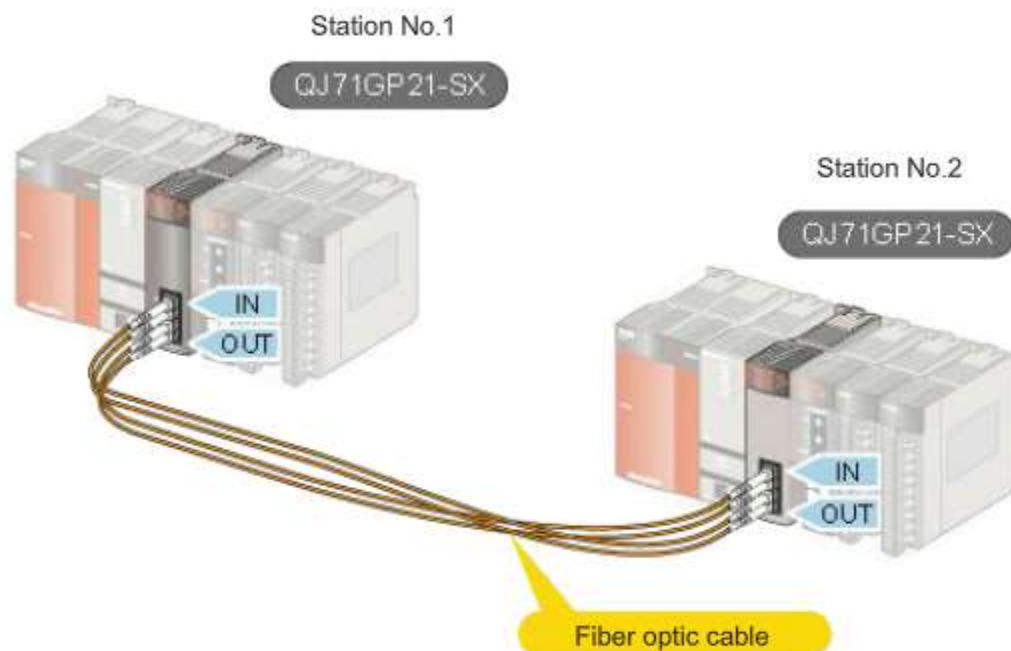 Station No.1
QJ71GP21-SX
Station No.2
QJ71GP21-SX
IN
OUT
IN
OUT
Fiber optic cable